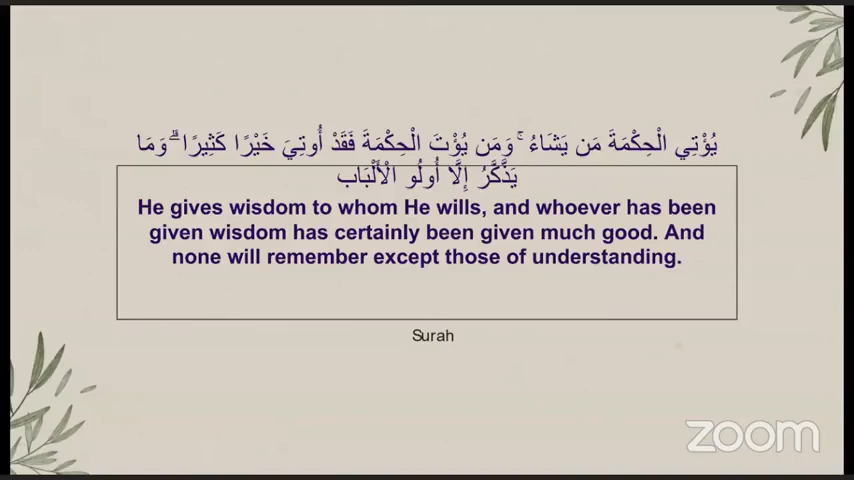 يُؤْتِي الْحِكْمَةَ مَن يَشَاءُ ۚ وَمَن يُؤْتَ الْحِكْمَةَ فَقَدْ أُوتِيَ خَيْرًا كَثِيرًا ۗ وَمَا
يَذَّكَّرُ إِلَّا أُولُو الْأَلْبَابِ
He gives wisdom to whom He wills, and whoever has been
given wisdom has certainly been given much good. And
none will remember except those of understanding.
Surah
zoom